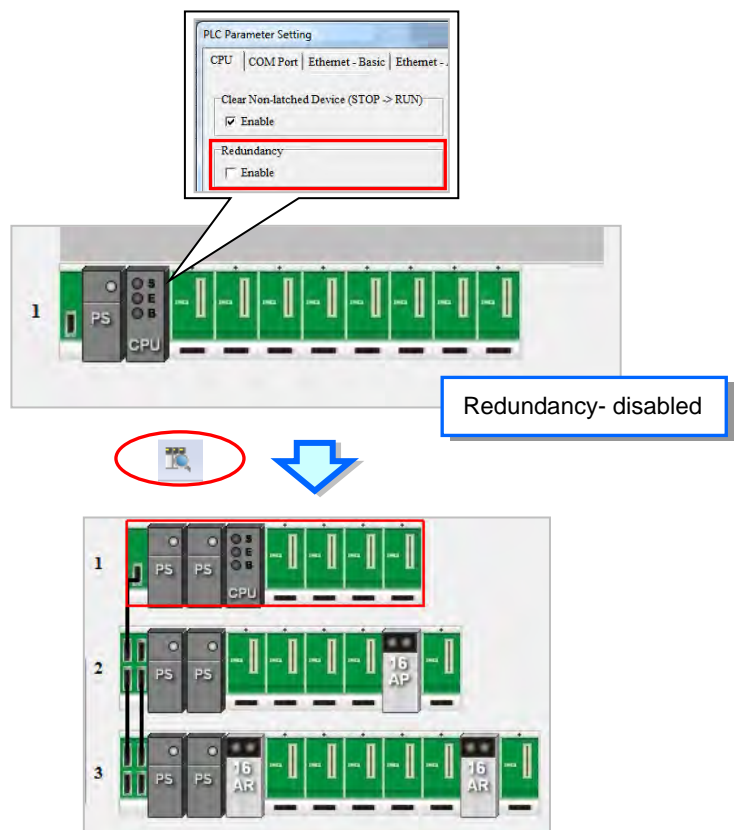 PLC Parameter Setting
CPU COM Port Ethernet - Basic Ethernet -
Clear Non-latched Device (STOP -> RUN)
Enable
Redundancy
Enable
1
PS
S
E
B
CPU
Redundancy- disabled
1
PS
PS
S
E
B
CPU
2
PS
PS
16
AP
3
PS
PS
16
AR
16
AR